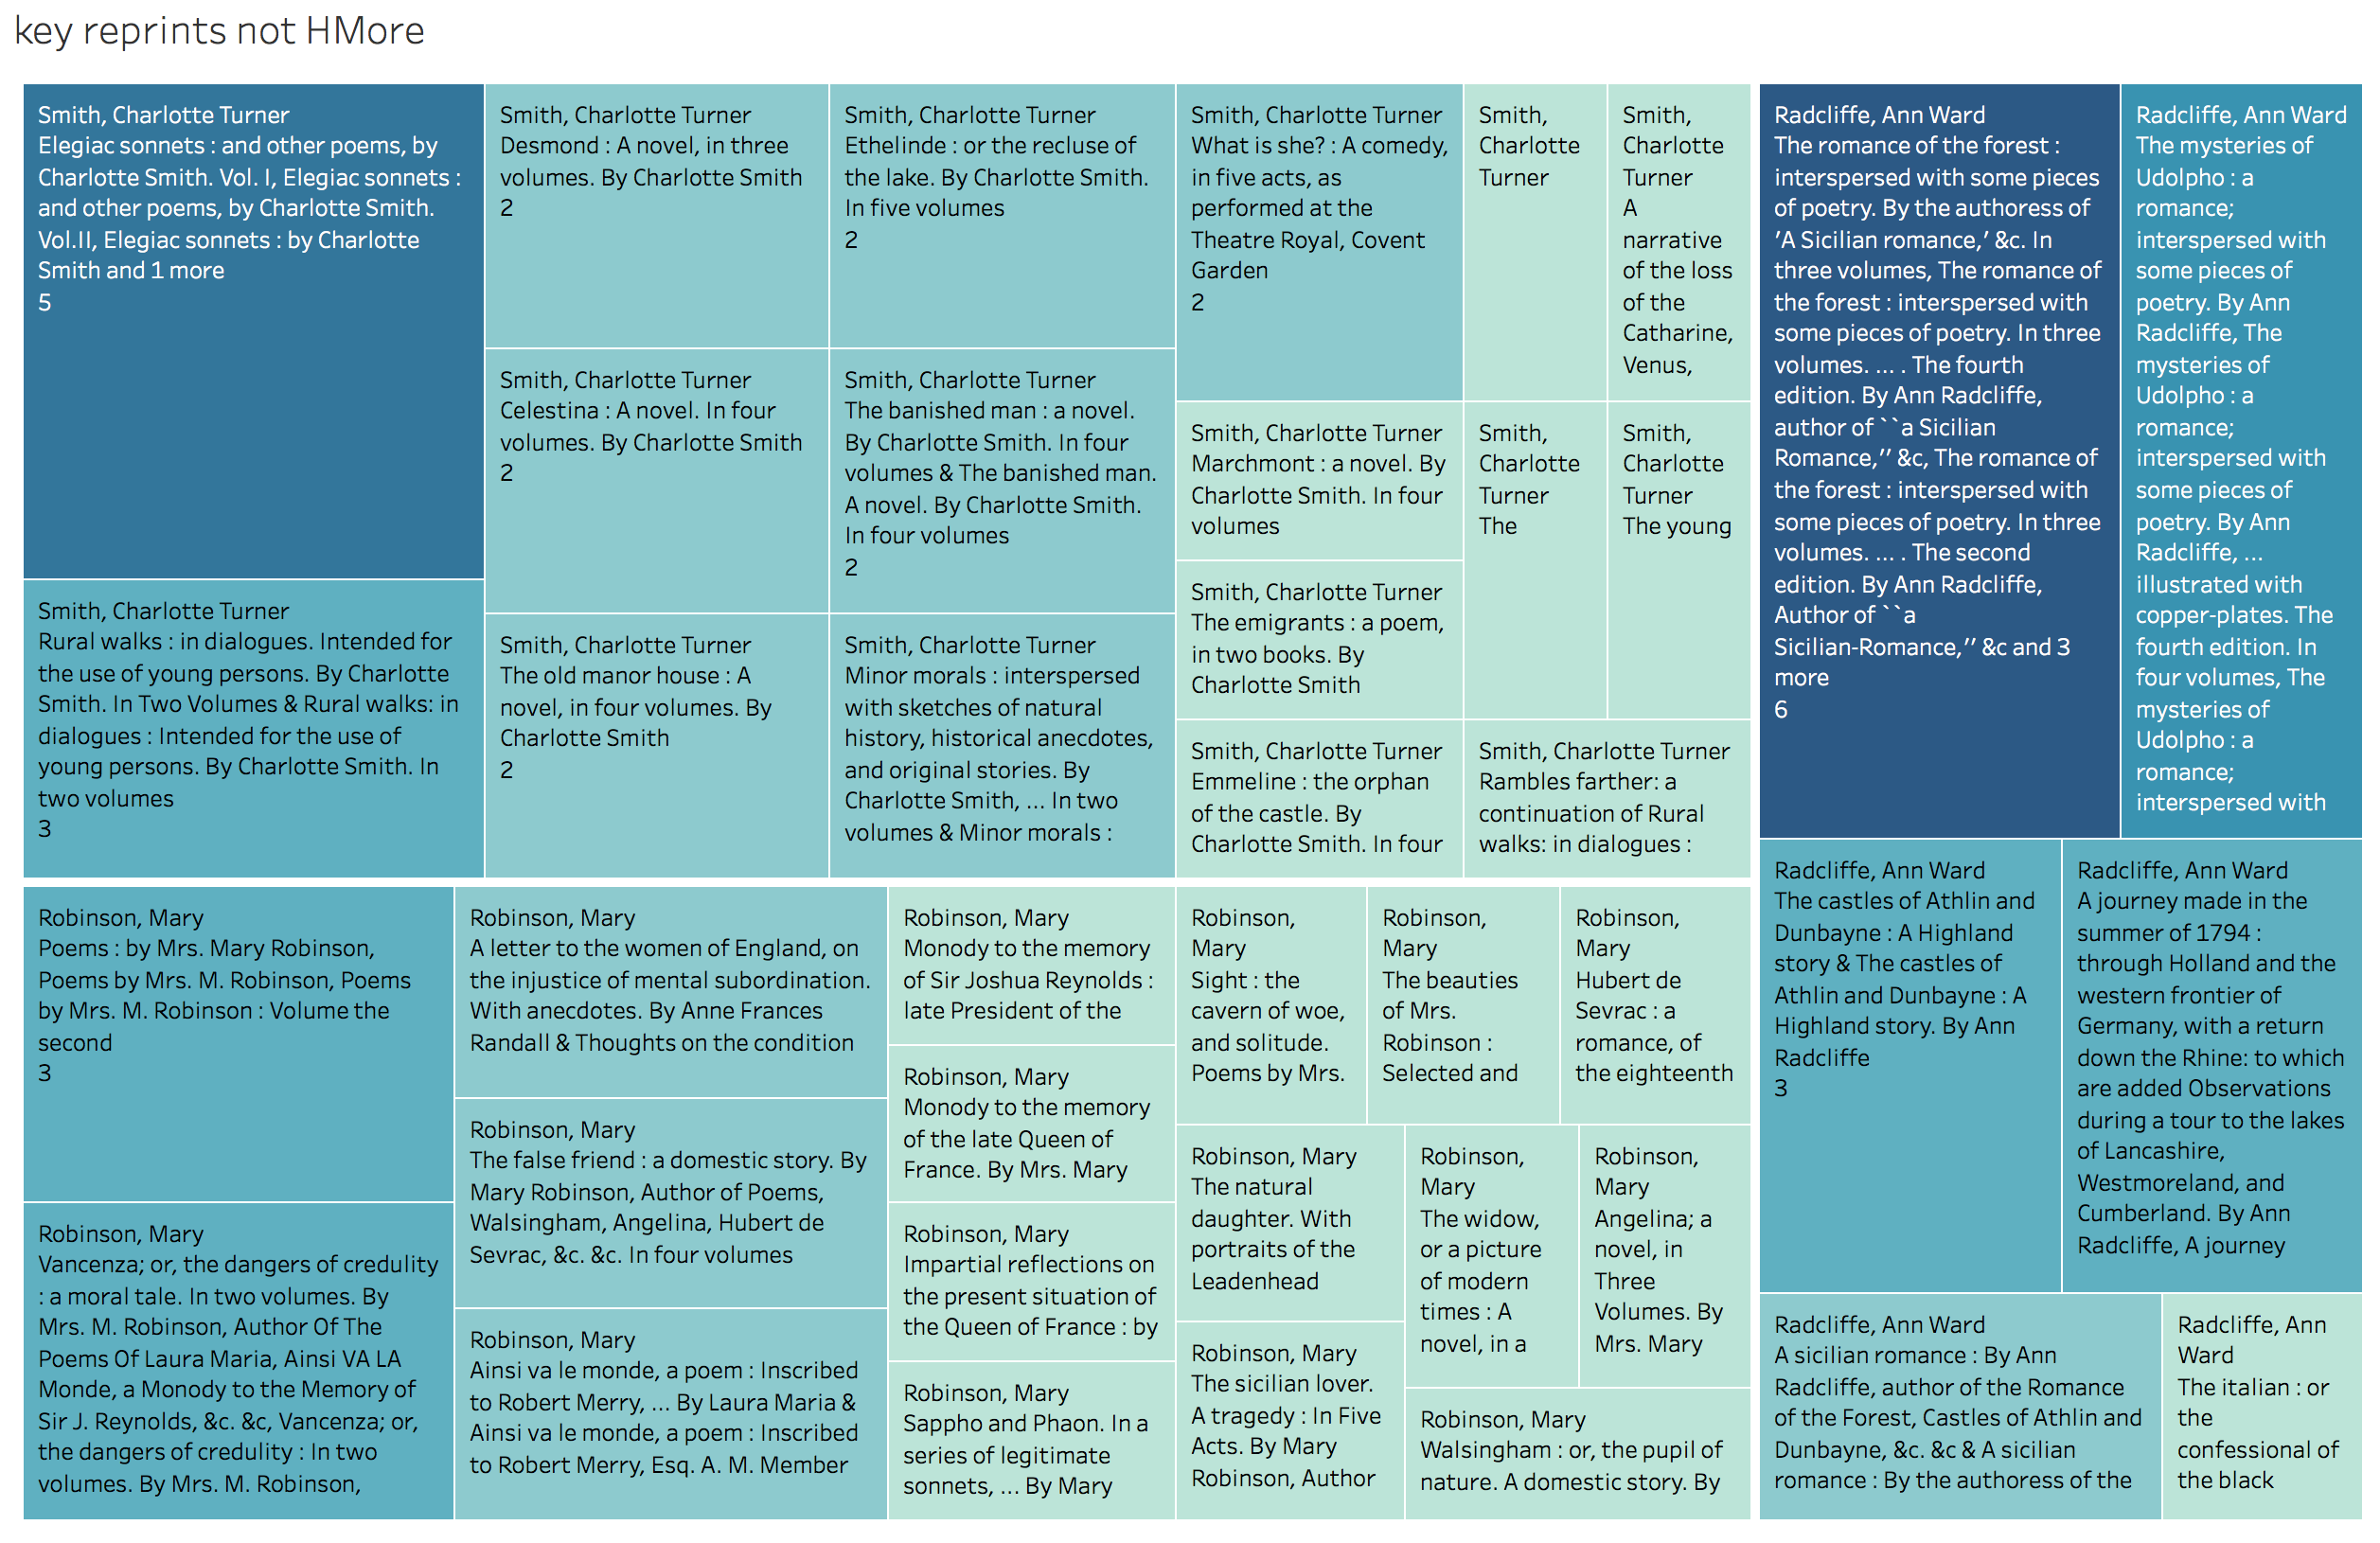 key reprints not HMore
Smith, Charlotte Turner
Elegiac sonnets : and other poems, by
Charlotte Smith. Vol. I, Elegiac sonnets :
and other poems, by Charlotte Smith.
Vol.II, Elegiac sonnets : by Charlotte
Smith and 1 more
5
Smith, Charlotte Turner
Rural walks : in dialogues. Intended for
the use of young persons. By Charlotte
Smith. In Two Volumes & Rural walks: in
dialogues : Intended for the use of
young persons. By Charlotte Smith. In
two volumes
3
Smith, Charlotte Turner
Desmond : A novel, in three
volumes. By Charlotte Smith
2
Smith, Charlotte Turner
Celestina : A novel. In four
volumes. By Charlotte Smith
2
Smith, Charlotte Turner
The old manor house : A
novel, in four volumes. By
Charlotte Smith
2
Smith, Charlotte Turner
Ethelinde : or the recluse of
the lake. By Charlotte Smith.
In five volumes
2
Smith, Charlotte Turner
The banished man : a novel.
By Charlotte Smith. In four
volumes & The banished man.
A novel. By Charlotte Smith.
In four volumes
2
Smith, Charlotte Turner
Minor morals : interspersed
with sketches of natural
history, historical anecdotes,
and original stories. By
Charlotte Smith, ... In two
volumes & Minor morals :
Smith, Charlotte Turner
What is she? : A comedy,
in five acts, as
performed at the
Theatre Royal, Covent
Garden
2
Smith, Charlotte Turner
Marchmont : a novel. By
Charlotte Smith. In four
volumes
Smith, Charlotte Turner
The emigrants : a poem,
in two books. By
Charlotte Smith
Smith, Charlotte Turner
Emmeline : the orphan
of the castle. By
Charlotte Smith. In four
Smith,
Charlotte
Turner
Smith,
Charlotte
Turner
A
narrative
of the loss
of the
Catharine,
Venus,
Smith,
Charlotte
Turner
The
Smith,
Charlotte
Turner
The young
Smith, Charlotte Turner
Rambles farther: a
continuation of Rural
walks: in dialogues :
Radcliffe, Ann Ward
The romance of the forest :
interspersed with some pieces
of poetry. By the authoress of
'A Sicilian romance,' &c. In
three volumes, The romance of
the forest : interspersed with
some pieces of poetry. In three
volumes. ... . The fourth
edition. By Ann Radcliffe,
author of ``a Sicilian
Romance,'' &c, The romance of
the forest : interspersed with
some pieces of poetry. In three
volumes. ... . The second
edition. By Ann Radcliffe,
Author of ``a
Sicilian-Romance,'' &c and 3
more
6
Radcliffe, Ann Ward
The mysteries of
Udolpho : a
romance;
interspersed with
some pieces of
poetry. By Ann
Radcliffe, The
mysteries of
Udolpho : a
romance;
interspersed with
some pieces of
poetry. By Ann
Radcliffe, ...
illustrated with
copper-plates. The
fourth edition. In
four volumes, The
mysteries of
Udolpho : a
romance;
interspersed with
Radcliffe, Ann Ward
The castles of Athlin and
Dunbayne : A Highland
story & The castles of
Athlin and Dunbayne : A
Highland story. By Ann
Radcliffe
3
Radcliffe, Ann Ward
A journey made in the
summer of 1794 :
through Holland and the
western frontier of
Germany, with a return
down the Rhine: to which
are added Observations
during a tour to the lakes
of Lancashire,
Westmoreland, and
Cumberland. By Ann
Radcliffe, A journey
Radcliffe, Ann Ward
A sicilian romance : By Ann
Radcliffe, author of the Romance
of the Forest, Castles of Athlin and
Dunbayne, &c. &c & A sicilian
romance : By the authoress of the
Radcliffe, Ann
Ward
The italian : or
the
confessional of
the black
Robinson, Mary
Poems : by Mrs. Mary Robinson,
Poems by Mrs. M. Robinson, Poems
by Mrs. M. Robinson : Volume the
second
3
Robinson, Mary
Vancenza; or, the dangers of credulity
: a moral tale. In two volumes. By
Mrs. M. Robinson, Author Of The
Poems Of Laura Maria, Ainsi VA LA
Monde, a Monody to the Memory of
Sir J. Reynolds, &c. &c, Vancenza; or,
the dangers of credulity : In two
volumes. By Mrs. M. Robinson,
Robinson, Mary
A letter to the women of England, on
the injustice of mental subordination.
With anecdotes. By Anne Frances
Randall & Thoughts on the condition
Robinson, Mary
The false friend : a domestic story. By
Mary Robinson, Author of Poems,
Walsingham, Angelina, Hubert de
Sevrac, &c. &c. In four volumes
Robinson, Mary
Ainsi va le monde, a poem : Inscribed
to Robert Merry, ... By Laura Maria &
Ainsi va le monde, a poem : Inscribed
to Robert Merry, Esq. A. M. Member
Robinson, Mary
Monody to the memory
of Sir Joshua Reynolds :
late President of the
Robinson, Mary
Monody to the memory
of the late Queen of
France. By Mrs. Mary
Robinson, Mary
Impartial reflections on
the present situation of
the Queen of France : by
Robinson, Mary
Sappho and Phaon. In a
series of legitimate
sonnets, ... By Mary
Robinson,
Mary
Sight : the
cavern of woe,
and solitude.
Poems by Mrs.
Robinson,
Mary
The beauties
of Mrs.
Robinson :
Selected and
Robinson,
Mary
Hubert de
Sevrac : a
romance, of
the eighteenth
Robinson, Mary
The natural
daughter. With
portraits of the
Leadenhead
Robinson, Mary
The sicilian lover.
A tragedy : In Five
Acts. By Mary
Robinson, Author
Robinson,
Mary
The widow,
or a picture
of modern
times : A
novel, in a
Robinson,
Mary
Angelina; a
novel, in
Three
Volumes. By
Mrs. Mary
Robinson, Mary
Walsingham : or, the pupil of
nature. A domestic story. By